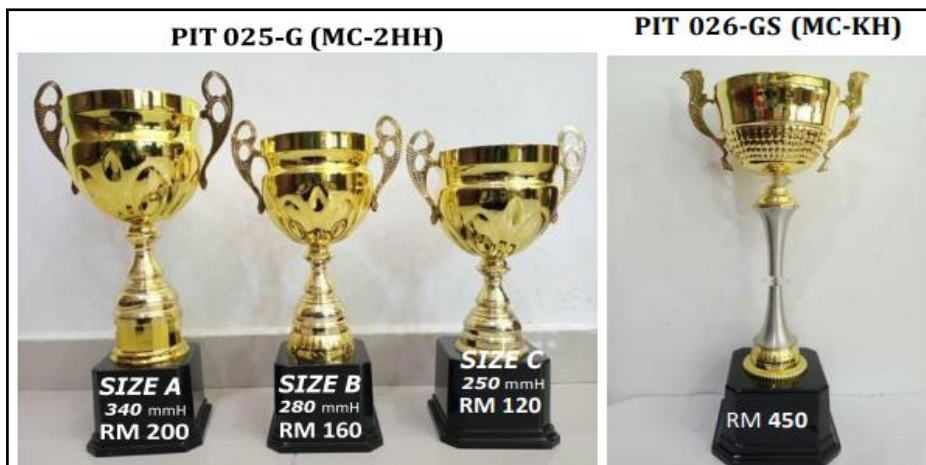 PIT 025-G (MC-2HH)
SIZE A
340 mmH
RM 200
SIZE B
280 mmH
RM 160
SIZE C
250 mmH
RM 120
PIT 026-GS (MC-KH)
RM 450